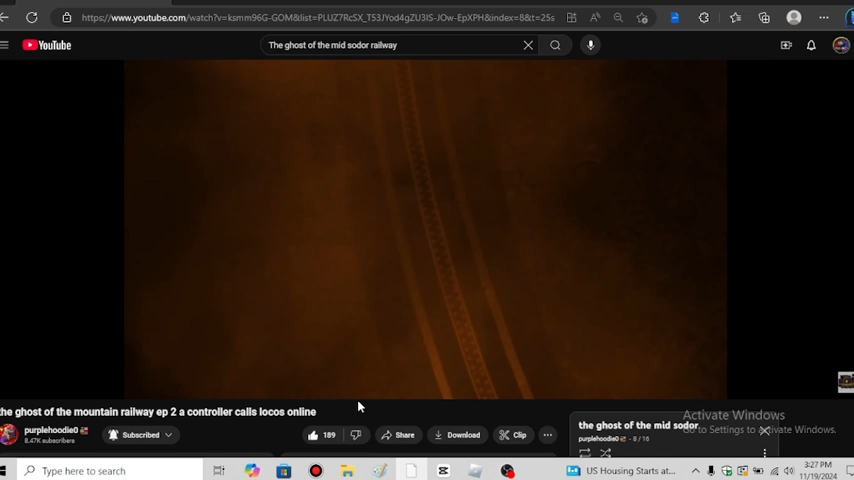 https://www.youtube.com/watch?v=ksmm96G-GOM&list=PLUZ7RcSX_T53JYod4gZU3IS-JOw-EpXPH&index=8&t=25s
YouTube
The ghost of the mid sodor railway
the ghost of the mountain railway ep 2 a controller calls locos online
purplehoodie0
8.47K subscribers
Subscribed
189
Share
Download
Clip
the ghost of the mid sodor
purplehoodie0
- 8 / 16
Activate Windows
Go to Settings to activate Windows.
Type here to search
US Housing Starts at...
3:27 PM
11/19/2024